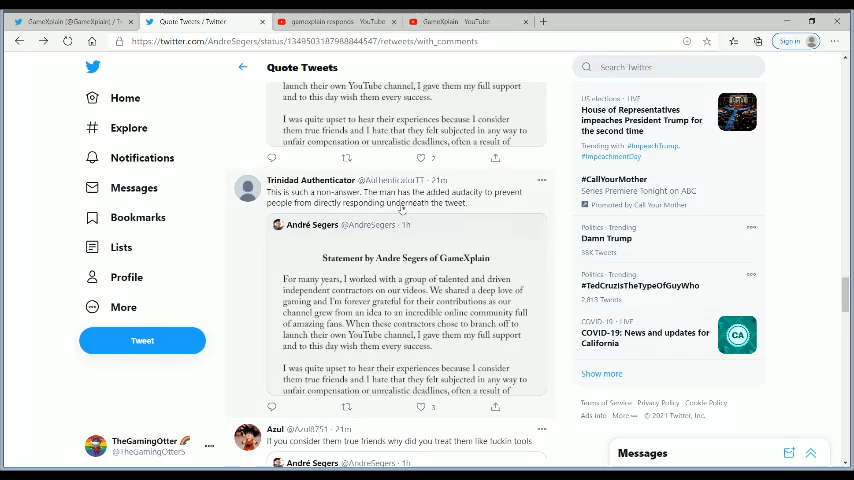 GameXplain (@GameXplain) / T
Quote Tweets / Twitter
gamexplain responds - YouTube
GameXplain - YouTube
https://twitter.com/AndreSegers/status/1349503187988844547/retweets/with_comments
Sign in
Home
Explore
Notifications
Messages
Bookmarks
Lists
Profile
More
Tweet
TheGamingOtter
@TheGamingOtter5
Quote Tweets
launch their own YouTube channel, I gave them my full support
and to this day wish them every success.
I was quite upset to hear their experiences because I consider
them true friends and I hate that they felt subjected in any way to
unfair compensation or unrealistic deadlines, often a result of
2
Trinidad Authenticator @AuthenticatorTT · 21m
This is such a non-answer. The man has the added audacity to prevent
people from directly responding underneath the tweet.
André Segers @AndreSegers · 1h
Statement by Andre Segers of GameXplain
For many years, I worked with a group of talented and driven
independent contractors on our videos. We shared a deep love of
gaming and I'm forever grateful for their contributions as our
channel grew from an idea to an incredible online community full
of amazing fans. When these contractors chose to branch off to
launch their own YouTube channel, I gave them my full support
and to this day wish them every success.
I was quite upset to hear their experiences because I consider
them true friends and I hate that they felt subjected in any way to
unfair compensation or unrealistic deadlines, often a result of
3
Azul @Azul8751 · 21m
If you consider them true friends why did you treat them like fuckin tools
André Segers @AndreSegers · 1h
Search Twitter
US elections · LIVE
House of Representatives
impeaches President Trump for
the second time
Trending with #ImpeachTrump,
#ImpeachmentDay
#CallYourMother
Series Premiere Tonight on ABC
Promoted by Call Your Mother
Politics · Trending
Damn Trump
38K Tweets
Politics · Trending
#TedCruzIsTheTypeOfGuyWho
2,813 Tweets
COVID-19 · LIVE
COVID-19: News and updates for
California
Show more
Terms of Service Privacy Policy Cookie Policy
Ads info More © 2021 Twitter, Inc.
Messages